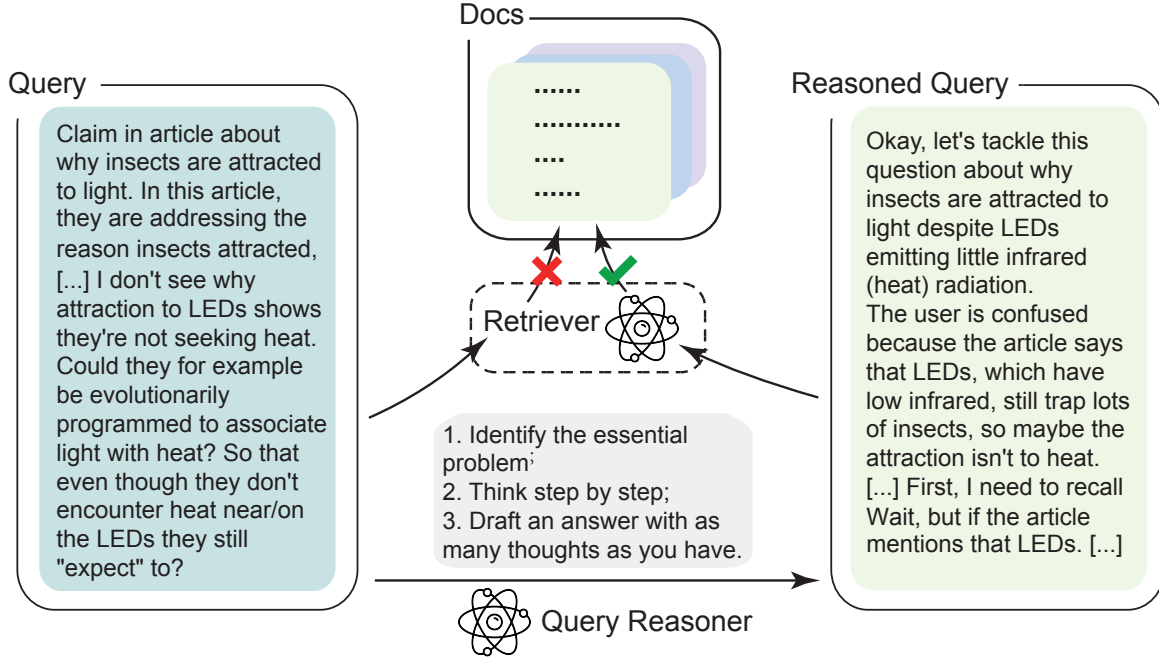 Docs
......
...........
....
......
Query
Claim in article about
why insects are attracted
to light. In this article,
they are addressing the
reason insects attracted,
[...] I don't see why
attraction to LEDs shows
they're not seeking heat.
Could they for example
be evolutionarily
programmed to associate
light with heat? So that
even though they don't
encounter heat near/on
the LEDs they still
"expect" to?
Retriever
1. Identify the essential
problem;
2. Think step by step;
3. Draft an answer with as
many thoughts as you have.
Query Reasoner
Reasoned Query
Okay, let's tackle this
question about why
insects are attracted to
light despite LEDs
emitting little infrared
(heat) radiation.
The user is confused
because the article says
that LEDs, which have
low infrared, still trap lots
of insects, so maybe the
attraction isn't to heat.
[...] First, I need to recall
Wait, but if the article
mentions that LEDs. [...]